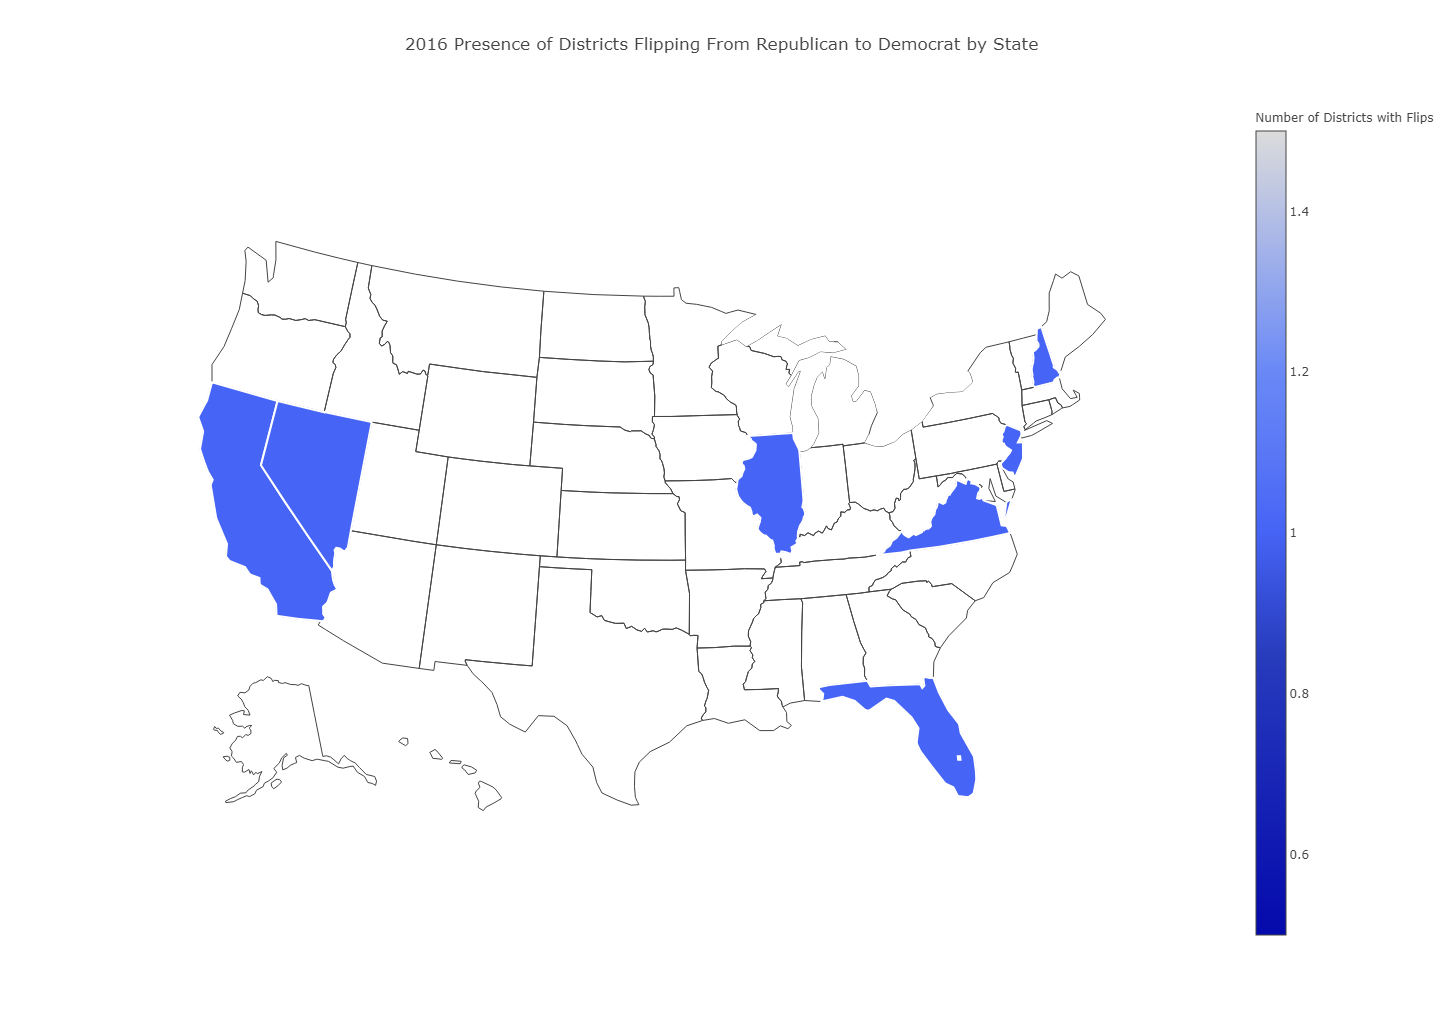 2016 Presence of Districts Flipping From Republican to Democrat by State
Number of Districts with Flips
1.4
1.2
1
0.8
0.6